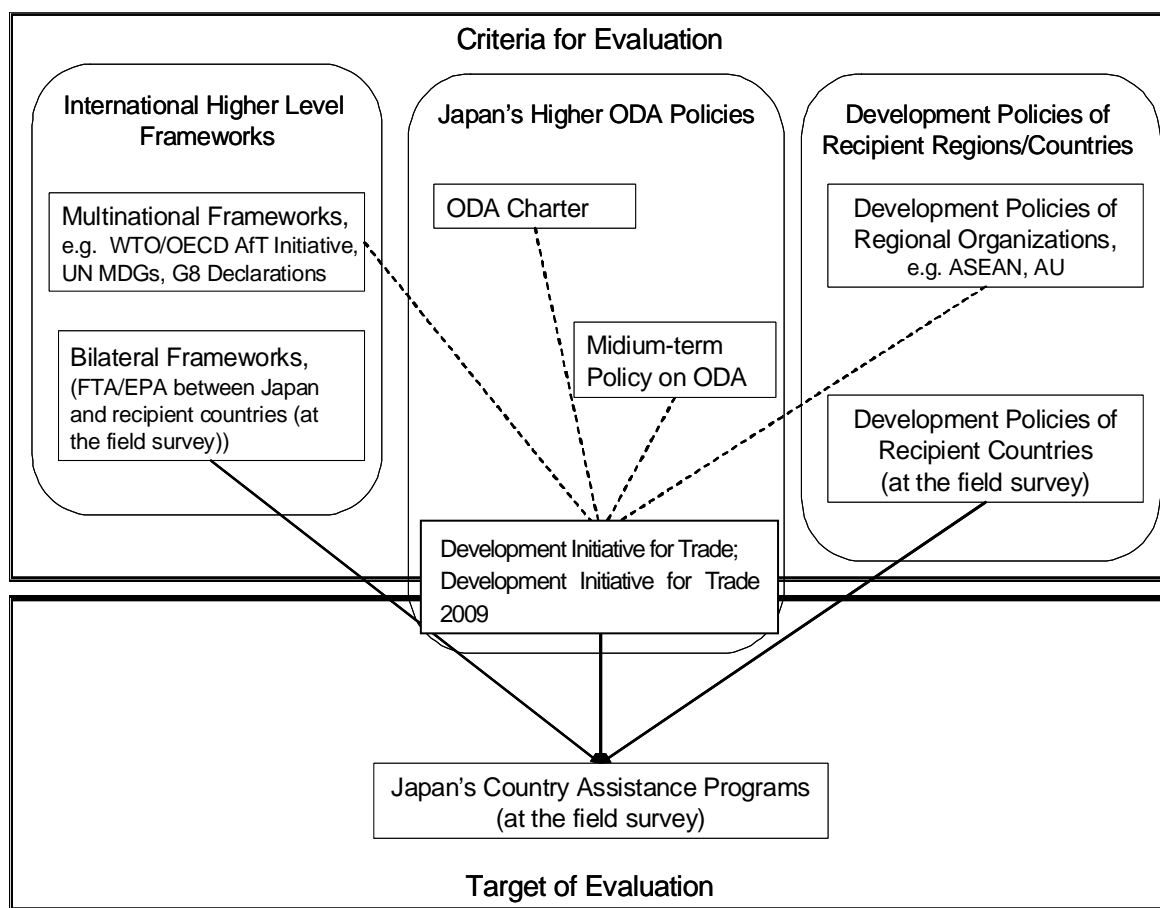 Criteria for Evaluation
International Higher Level
Frameworks
Multinational Frameworks,
e.g. WTO/OECD AfT Initiative,
UN MDGs, G8 Declarations
Bilateral Frameworks,
(FTA/EPA between Japan
and recipient countries (at
the field survey))
Japan's Higher ODA Policies
ODA Charter
Midium-term
Policy on ODA
Development Policies of
Recipient Regions/Countries
Development Policies of
Regional Organizations,
e.g. ASEAN, AU
Development Policies of
Recipient Countries
(at the field survey)
Development Initiative for Trade;
Development Initiative for Trade
2009
Japan's Country Assistance Programs
(at the field survey)
Target of Evaluation